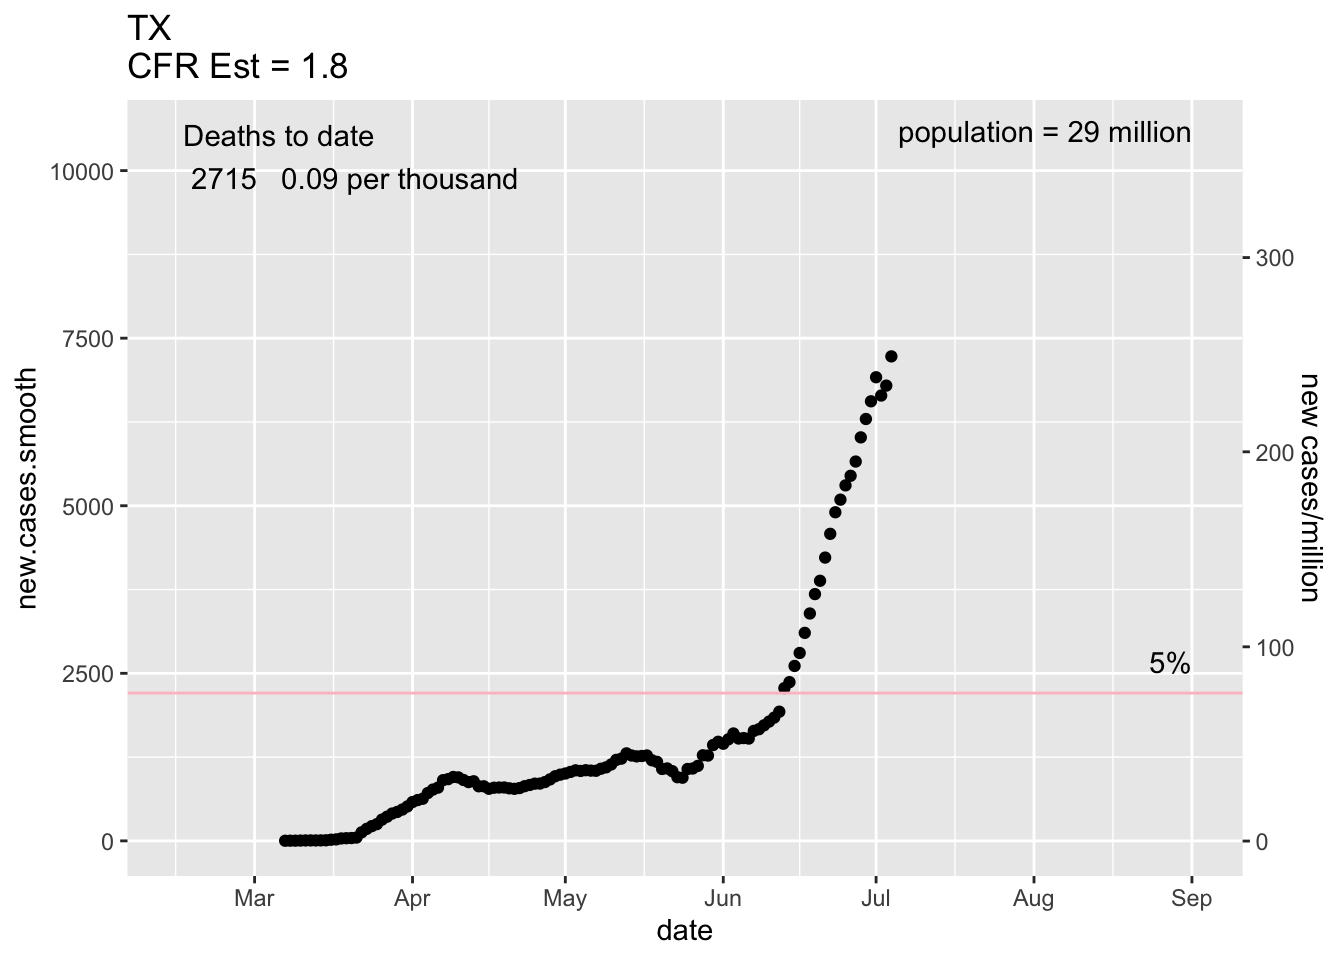 TX
CFR Est = 1.8
Deaths to date
2715   0.09 per thousand
population = 29 million
10000
7500
5000
2500
0
new.cases.smooth
300
200
100
0
new cases/million
5%
Mar
Apr
May
Jun
Jul
Aug
Sep
date